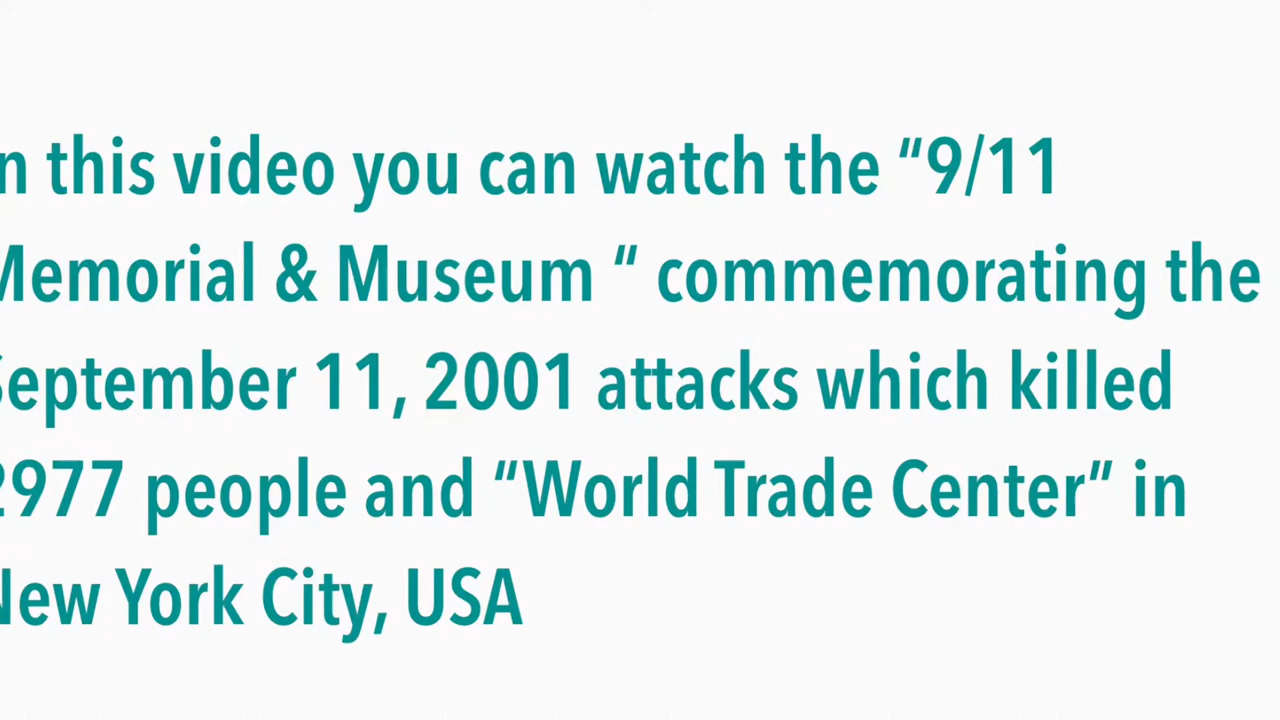 n this video you can watch the “9/11
Memorial & Museum “ commemorating the
September 11, 2001 attacks which killed
2977 people and “World Trade Center” in
New York City, USA